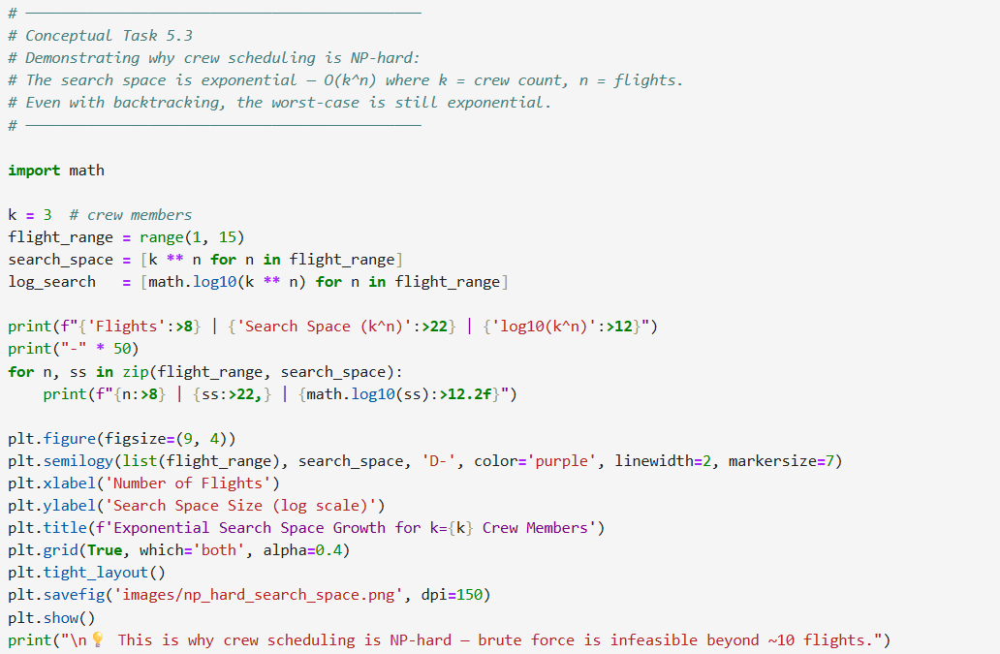 # ─────────────────────────────────────────────
# Conceptual Task 5.3
# Demonstrating why crew scheduling is NP-hard:
# The search space is exponential — O(k^n) where k = crew count, n = flights.
# Even with backtracking, the worst-case is still exponential.
# ─────────────────────────────────────────────
import math
k = 3  # crew members
flight_range = range(1, 15)
search_space = [k ** n for n in flight_range]
log_search   = [math.log10(k ** n) for n in flight_range]
print(f"{'Flights':>8} | {'Search Space (k^n)':>22} | {'log10(k^n)':>12}")
print("-" * 50)
for n, ss in zip(flight_range, search_space):
    print(f"{n:>8} | {ss:>22,} | {math.log10(ss):>12.2f}")
plt.figure(figsize=(9, 4))
plt.semilogy(list(flight_range), search_space, 'D-', color='purple', linewidth=2, markersize=7)
plt.xlabel('Number of Flights')
plt.ylabel('Search Space Size (log scale)')
plt.title(f'Exponential Search Space Growth for k={k} Crew Members')
plt.grid(True, which='both', alpha=0.4)
plt.tight_layout()
plt.savefig('images/np_hard_search_space.png', dpi=150)
plt.show()
print("\n💡 This is why crew scheduling is NP-hard — brute force is infeasible beyond ~10 flights.")